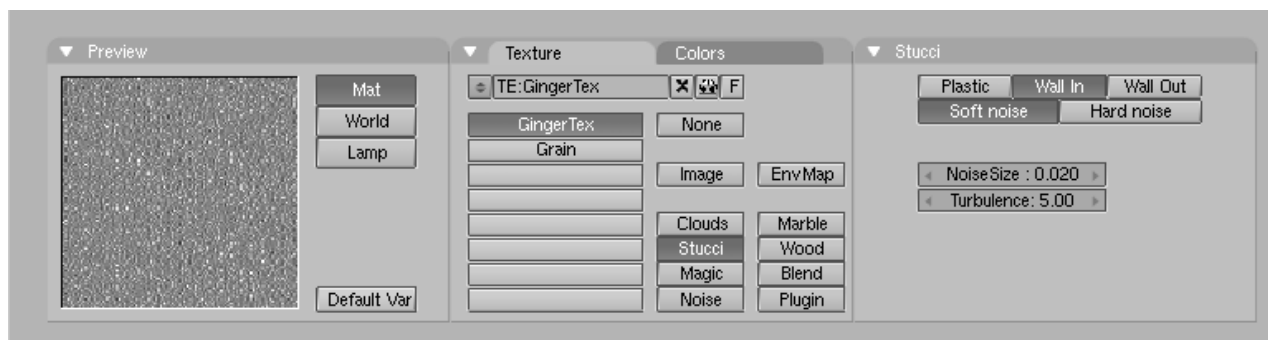 Preview
Mat
World
Lamp
Default Var
Texture Colors
TE:GingerTex F
GingerTex None
Grain
Image EnvMap
Clouds Marble
Stucci Wood
Magic Blend
Noise Plugin
Stucci
Plastic Wall In Wall Out
Soft noise Hard noise
NoiseSize : 0.020
Turbulence: 5.00